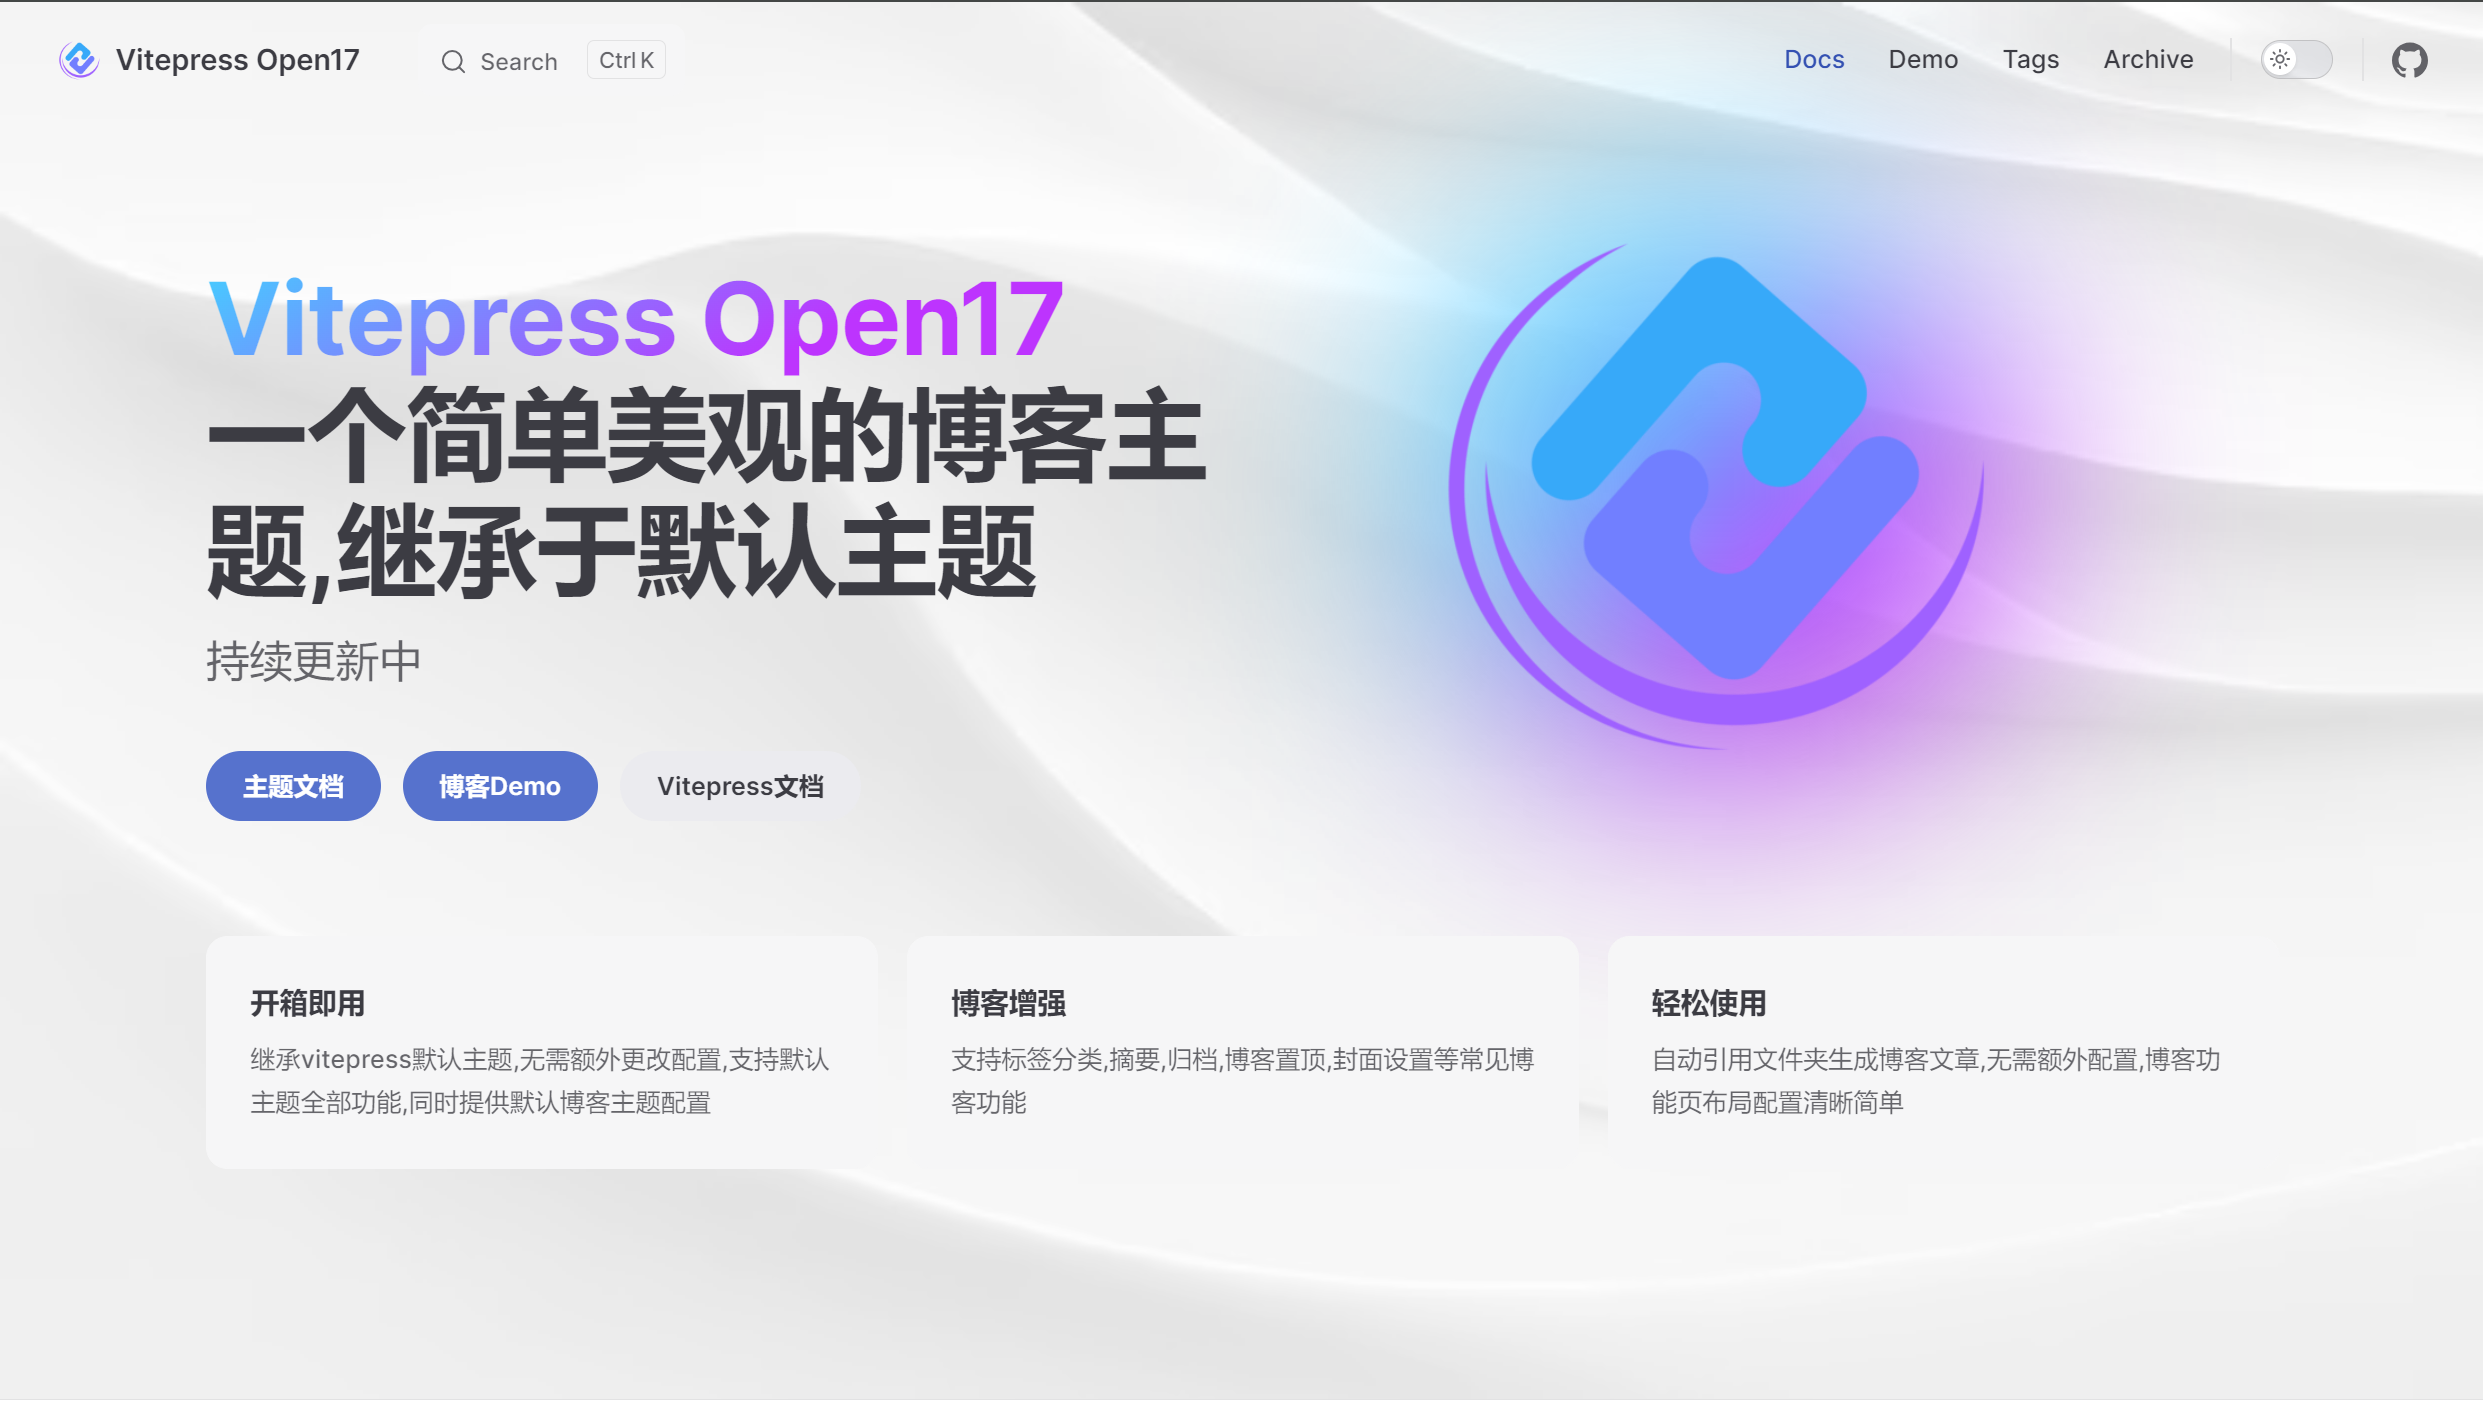 Vitepress Open17
Search
Ctrl K
Docs
Demo
Tags
Archive
Vitepress Open17
一个简单美观的博客主
题,继承于默认主题
持续更新中
主题文档
博客Demo
Vitepress文档
开箱即用
继承vitepress默认主题,无需额外更改配置,支持默认
主题全部功能,同时提供默认博客主题配置
博客增强
支持标签分类,摘要,归档,博客置顶,封面设置等常见博
客功能
轻松使用
自动引用文件夹生成博客文章,无需额外配置,博客功
能页布局配置清晰简单